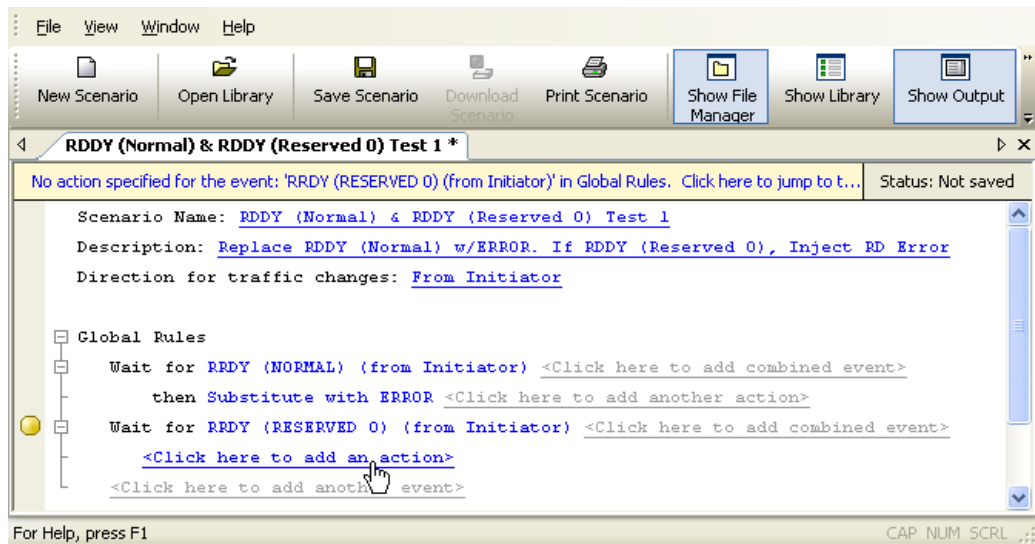 File View Window Help
New Scenario Open Library Save Scenario Download Scenario Print Scenario Show File Manager Show Library Show Output
RDDY (Normal) & RDDY (Reserved 0) Test 1 *
No action specified for the event: 'RRDY (RESERVED 0) (from Initiator)' in Global Rules. Click here to jump to t... Status: Not saved
Scenario Name: RDDY (Normal) & RDDY (Reserved 0) Test 1
Description: Replace RDDY (Normal) w/ERROR. If RDDY (Reserved 0), Inject RD Error
Direction for traffic changes: From Initiator
Global Rules
Wait for RRDY (NORMAL) (from Initiator) <Click here to add combined event>
then Substitute with ERROR <Click here to add another action>
Wait for RRDY (RESERVED 0) (from Initiator) <Click here to add combined event>
<Click here to add an action>
<Click here to add another event>
For Help, press F1 CAP NUM SCRL